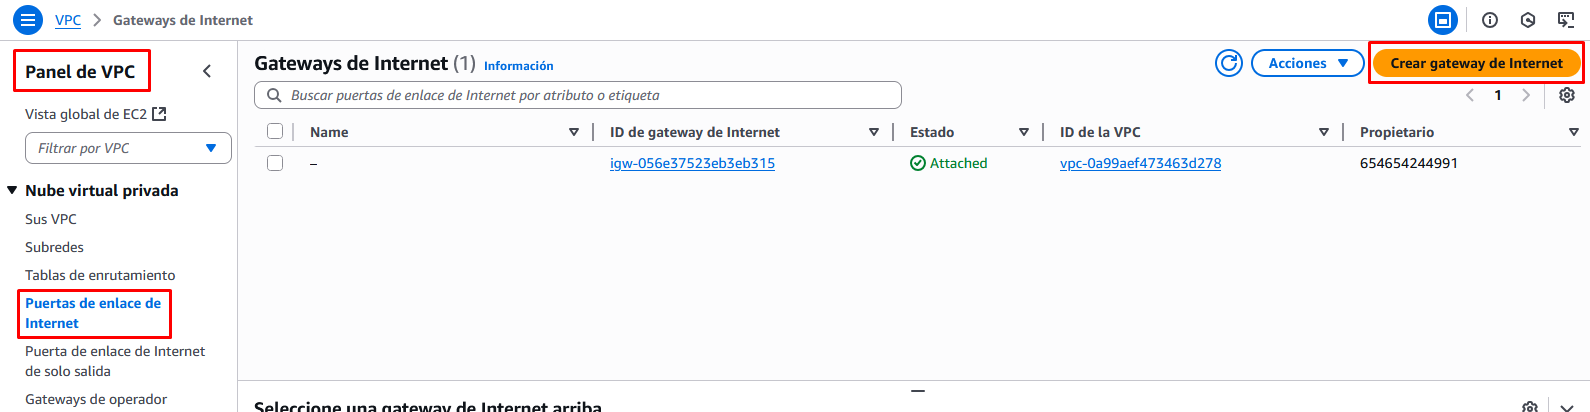 VPC > Gateways de Internet
Panel de VPC
Vista global de EC2
Filtrar por VPC
Nube virtual privada
Sus VPC
Subredes
Tablas de enrutamiento
Puertas de enlace de
Internet
Puerta de enlace de Internet
de solo salida
Gateways de operador
Gateways de Internet (1) Información
Acciones
Crear gateway de Internet
Buscar puertas de enlace de Internet por atributo o etiqueta
1
Name ID de gateway de Internet Estado ID de la VPC Propietario
– igw-056e37523eb3eb315 Attached vpc-0a99aef473463d278 654654244991
Seleccione una gateway de Internet arriba